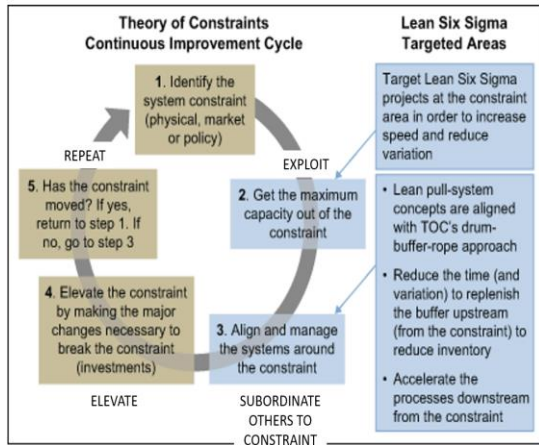 Theory of Constraints
Continuous Improvement Cycle
1. Identify the
system constraint
(physical, market
or policy)
REPEAT
EXPLOIT
5. Has the constraint
moved? If yes,
return to step 1. If
no, go to step 3
2. Get the maximum
capacity out of the
constraint
4. Elevate the constraint
by making the major
changes necessary to
break the constraint
(investments)
3. Align and manage
the systems around
the constraint
ELEVATE
SUBORDINATE
OTHERS TO
CONSTRAINT
Lean Six Sigma
Targeted Areas
Target Lean Six Sigma
projects at the constraint
area in order to increase
speed and reduce
variation
• Lean pull-system
concepts are aligned
with TOC's drum-
buffer-rope approach
• Reduce the time (and
variation) to replenish
the buffer upstream
(from the constraint) to
reduce inventory
• Accelerate the
processes downstream
from the constraint